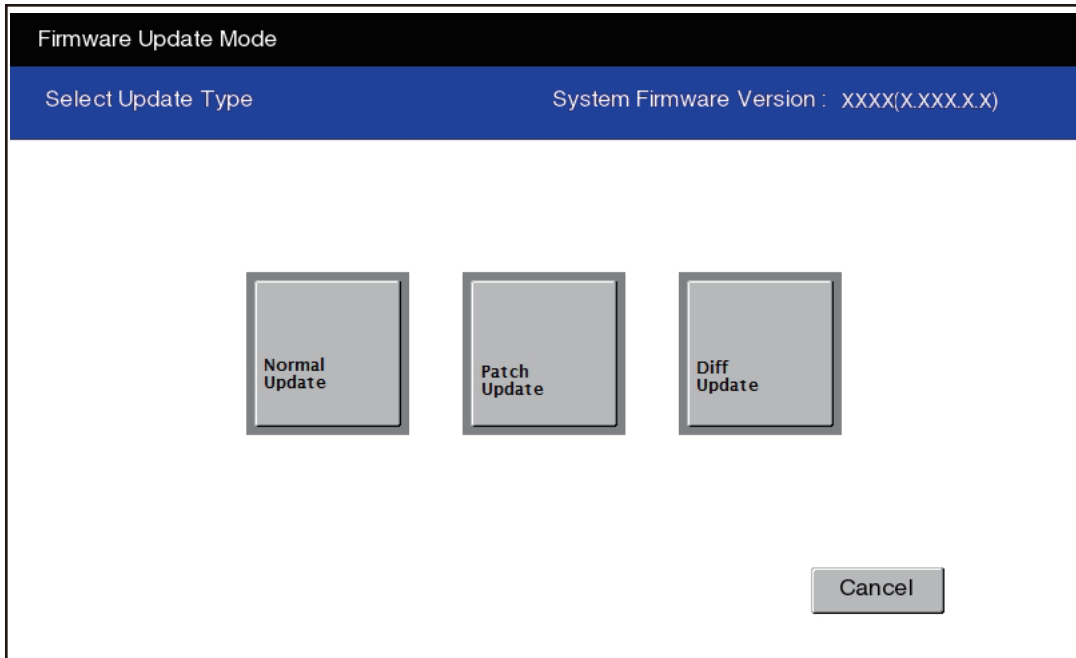 Firmware Update Mode
Select Update Type
System Firmware Version : XXXX(X.XXX.X.X)
Normal
Update
Patch
Update
Diff
Update
Cancel